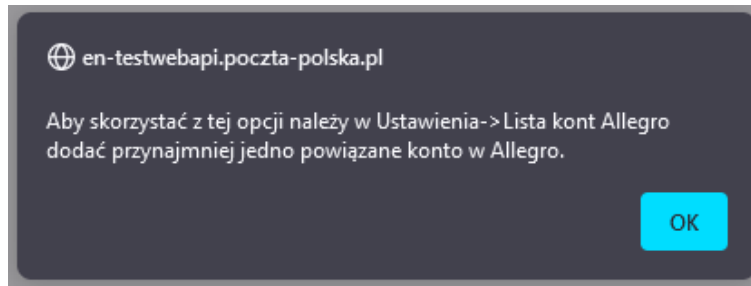 en-testwebapi.poczta-polska.pl
Aby skorzystać z tej opcji należy w Ustawienia->Lista kont Allegro
dodać przynajmniej jedno powiązane konto w Allegro.
OK